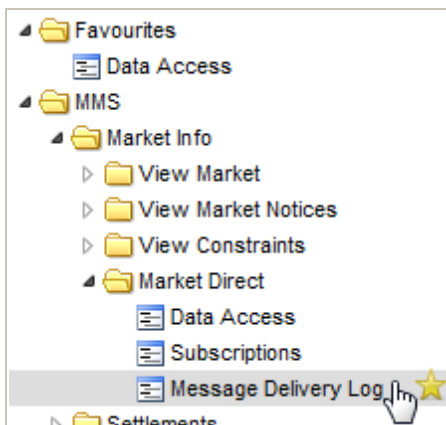 Favourites
Data Access
MMS
Market Info
View Market
View Market Notices
View Constraints
Market Direct
Data Access
Subscriptions
Message Delivery Log
Settlements